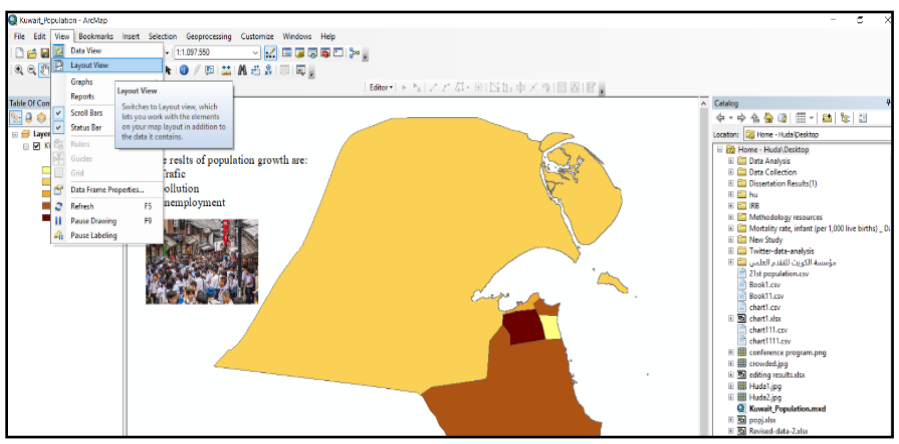 Kuwait_Population - ArcMap
File Edit View Bookmarks Insert Selection Geoprocessing Customize Windows Help
Data View
Layout View
Graphs
Reports
Scroll Bars
Status Bar
Rulers
Guides
Grid
Data Frame Properties...
Refresh F5
Pause Drawing F9
Pause Labeling
1:1,097,550
Editor
Layout View
Switches to Layout view, which
lets you work with the elements
on your map layout in addition to
the data it contains.
Table Of Con
Layer
reslts of population growth are:
rafic
ollution
nemployment
Catalog
Location: Home - Huda\Desktop
Home - Huda\Desktop
Data Analysis
Data Collection
Dissertation Results(1)
hu
IRB
Methodology resources
Mortality rate, infant (per 1,000 live births) _ Da
New Study
Twitter-data-analysis
مؤسسة الكويت للتقدم العلمي
21st population.csv
Book1.csv
Book11.csv
chart1.csv
chart1.xlsx
chart111.csv
chart1111.csv
conference program.png
crowded.jpg
editing results.xlsx
Huda1.jpg
Huda2.jpg
Kuwait_Population.mxd
popj.xlsx
Revised-data-2.xlsx